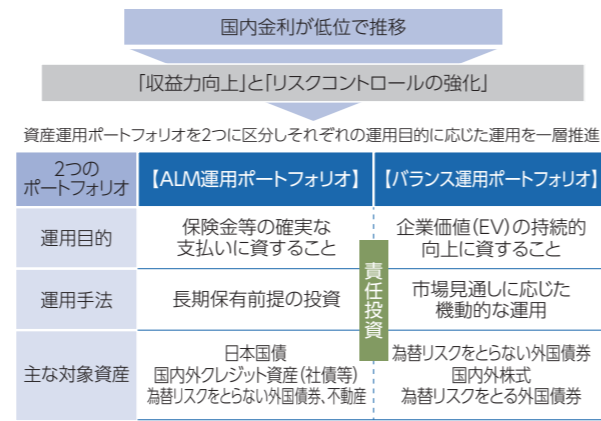 国内金利が低位で推移
「収益力向上」と「リスクコントロールの強化」
資産運用ポートフォリオを2つに区分しそれぞれの運用目的に応じた運用を一層推進
2つの
ポートフォリオ
【ALM運用ポートフォリオ】
【バランス運用ポートフォリオ】
運用目的
保険金等の確実な
支払いに資すること
企業価値（EV）の持続的
向上に資すること
責任投資
運用手法
長期保有前提の投資
市場見通しに応じた
機動的な運用
主な対象資産
日本国債
国内外クレジット資産（社債等）
為替リスクをとらない外国債券、不動産
為替リスクをとらない外国債券
国内外株式
為替リスクをとる外国債券